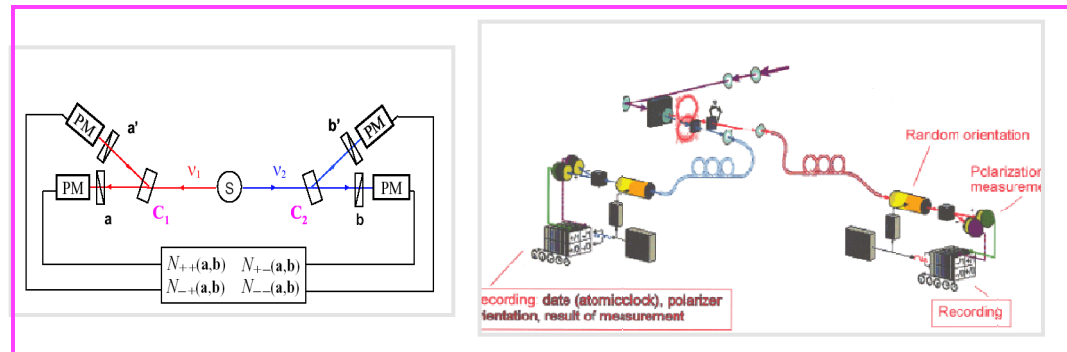 PM
a'
b'
PM
PM
ν1
S
ν2
PM
a
C1
C2
b
N++(a,b) N+−(a,b)
N−+(a,b) N−−(a,b)
Random orientation
Polarization
measureme
ecording: date (atomicclock), polarizer
ientation, result of measurement
Recording